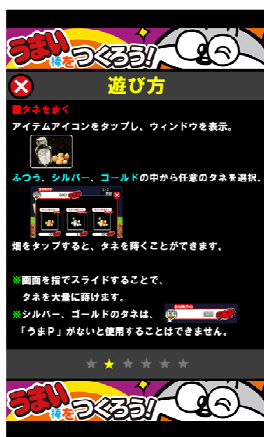 うまい棒をつくろう!
遊び方
■タネをまく
アイテムアイコンをタップし、ウィンドウを表示。
ふつう、シルバー、ゴールドの中から任意のタネを選択。
畑をタップすると、タネを蒔くことができます。
※画面を指でスライドすることで、
タネを大量に蒔けます。
※シルバー、ゴールドのタネは、
「うまP」がないと使用することはできません。
うまい棒をつくろう!